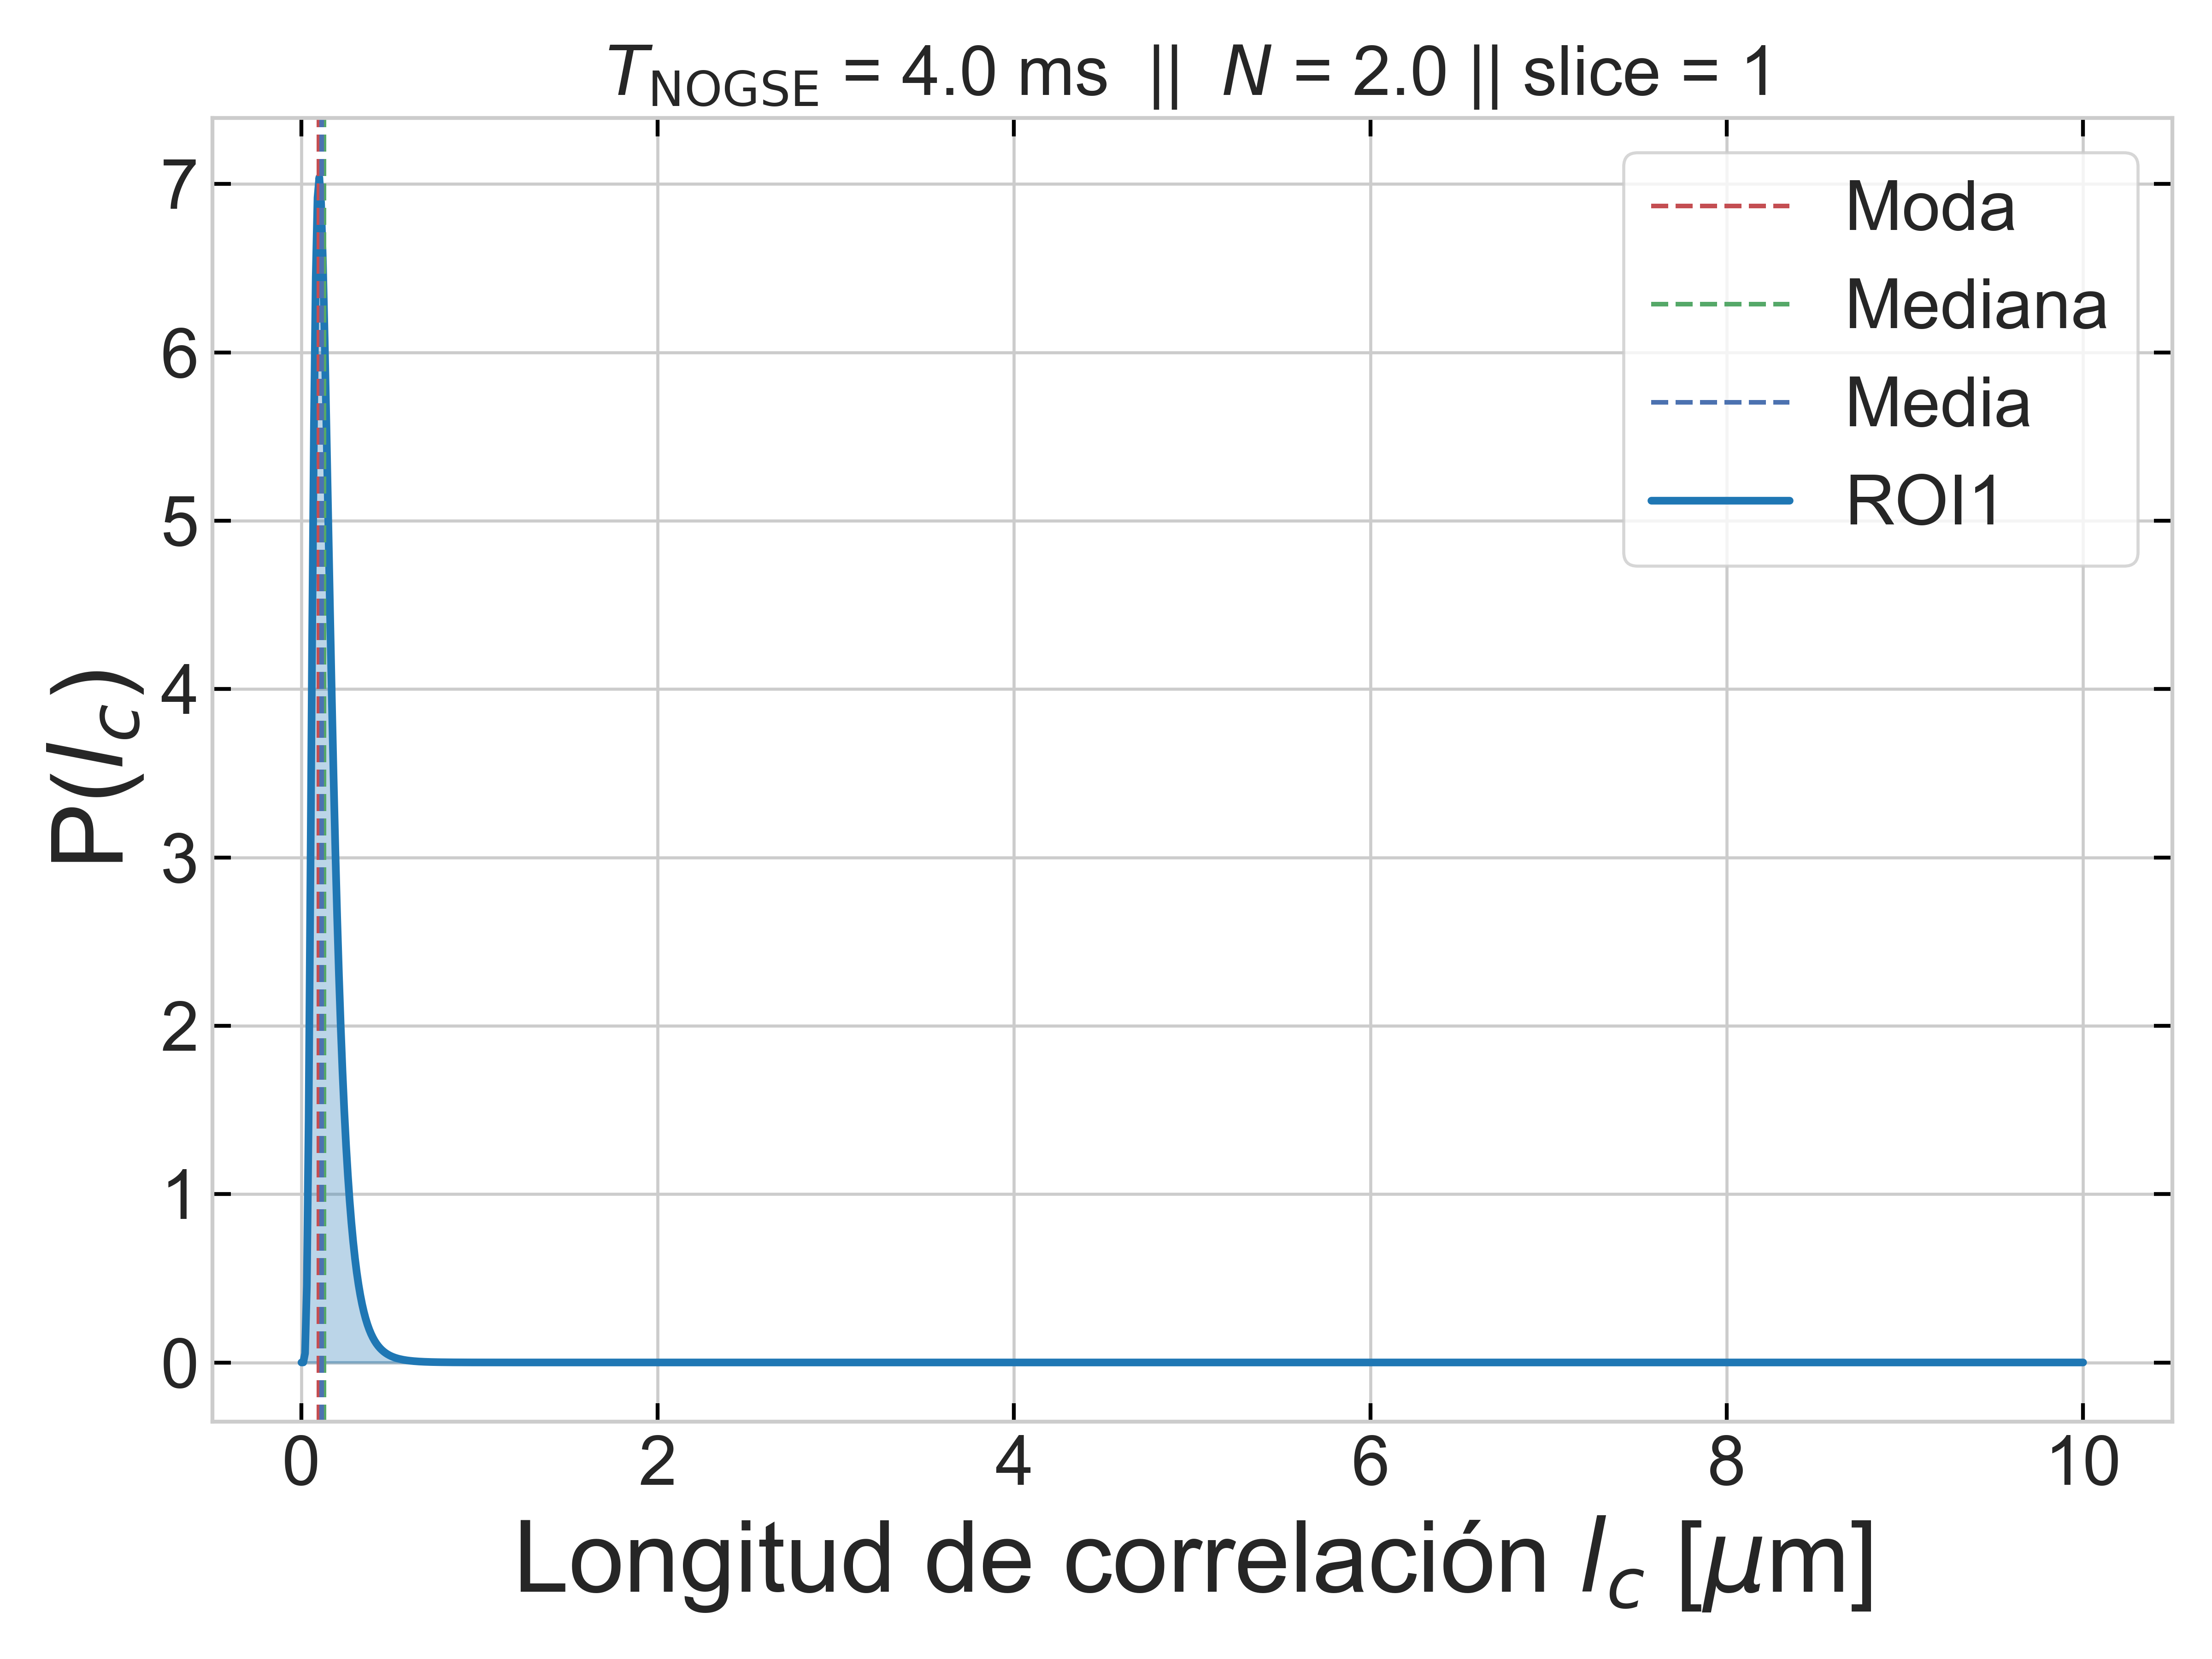 T_NOGSE = 4.0 ms || N = 2.0 || slice = 1
Moda
Mediana
Media
ROI1
P(l_c)
7
6
5
4
3
2
1
0
0 2 4 6 8 10
Longitud de correlación l_c [μm]